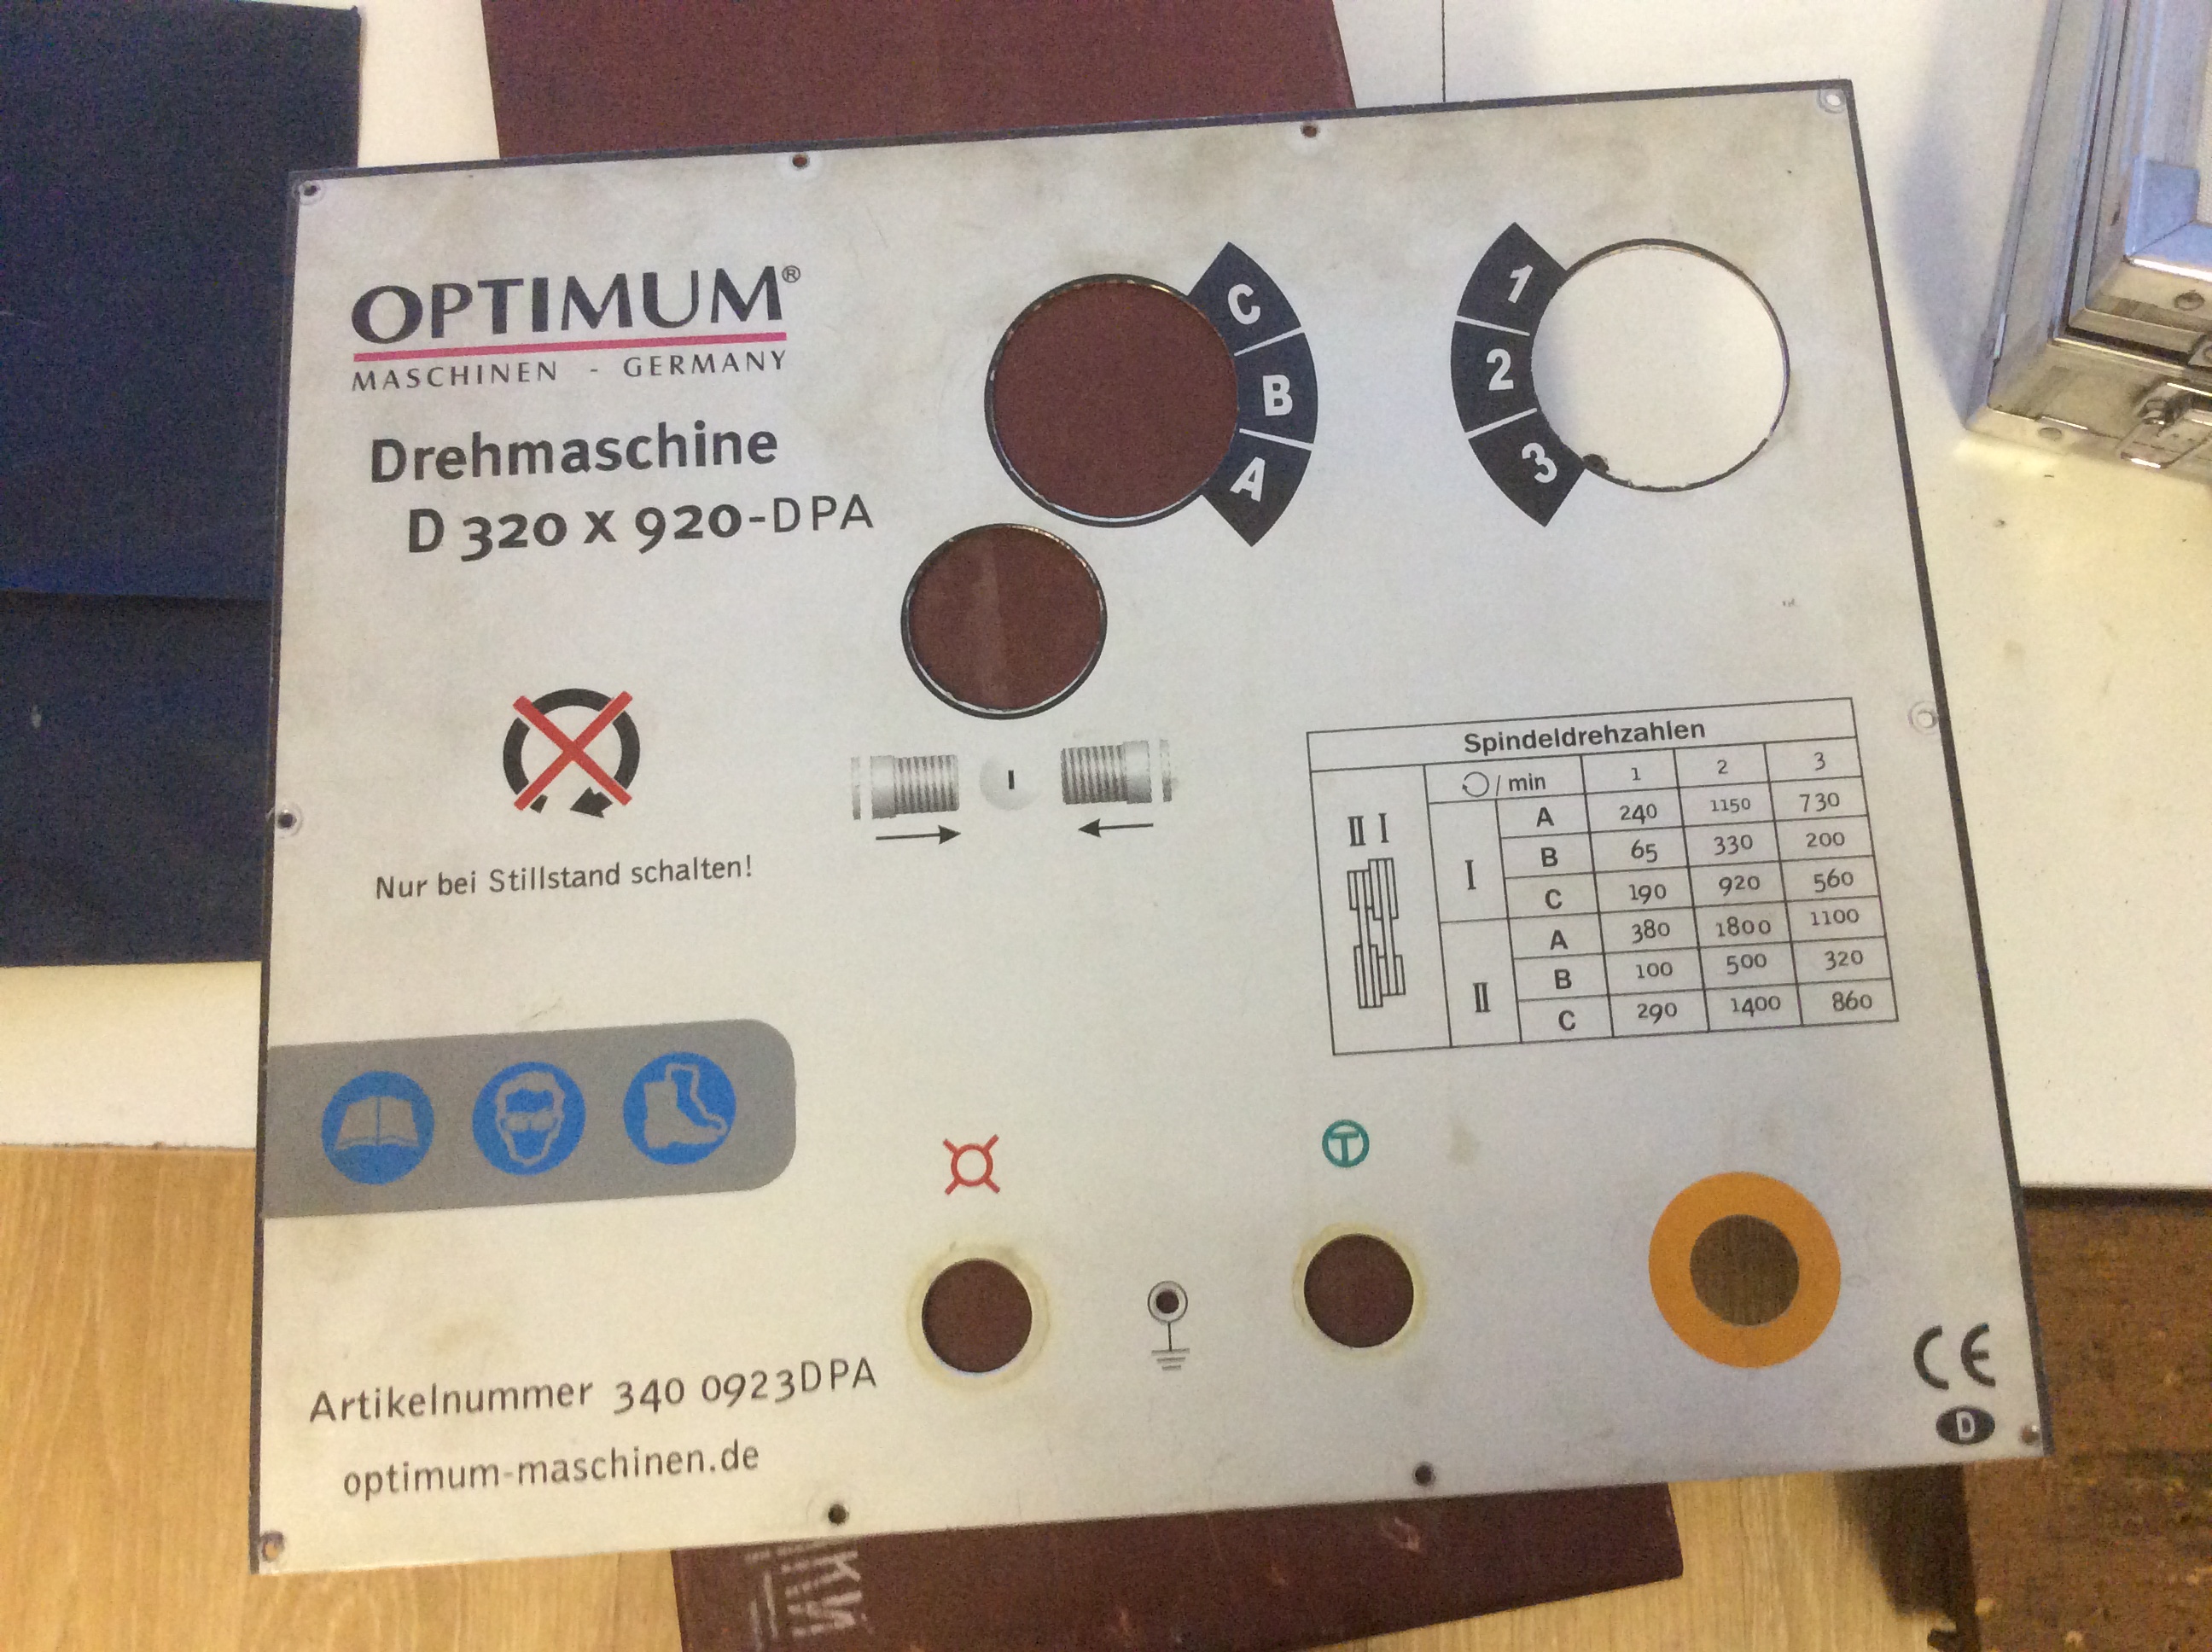 OPTIMUM®
MASCHINEN - GERMANY
Drehmaschine
D 320 x 920-DPA
C
B
A
1
2
3
Nur bei Stillstand schalten!
I
Spindeldrehzahlen
/ min 1 2 3
II I
I
A 240 1150 730
B 65 330 200
C 190 920 560
II
A 380 1800 1100
B 100 500 320
C 290 1400 860
T
Artikelnummer 340 0923DPA
optimum-maschinen.de
CE
D